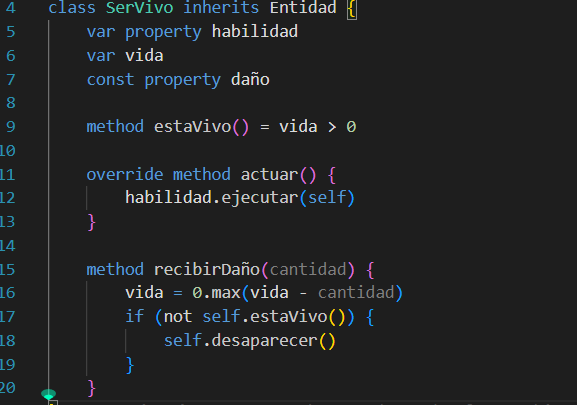 4 class SerVivo inherits Entidad {
5 var property habilidad
6 var vida
7 const property daño
8
9 method estaVivo() = vida > 0
10
11 override method actuar() {
12 habilidad.ejecutar(self)
13 }
14
15 method recibirDaño(cantidad) {
16 vida = 0.max(vida - cantidad)
17 if (not self.estaVivo()) {
18 self.desaparecer()
19 }
20 }